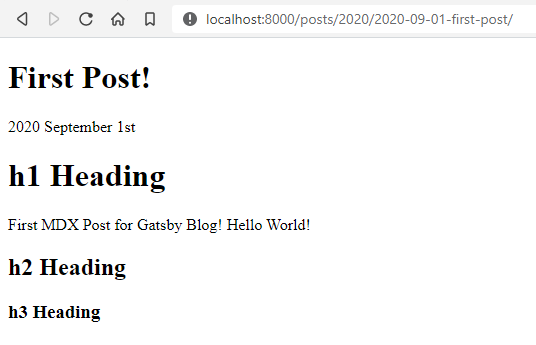 localhost:8000/posts/2020/2020-09-01-first-post/
First Post!
2020 September 1st
h1 Heading
First MDX Post for Gatsby Blog! Hello World!
h2 Heading
h3 Heading